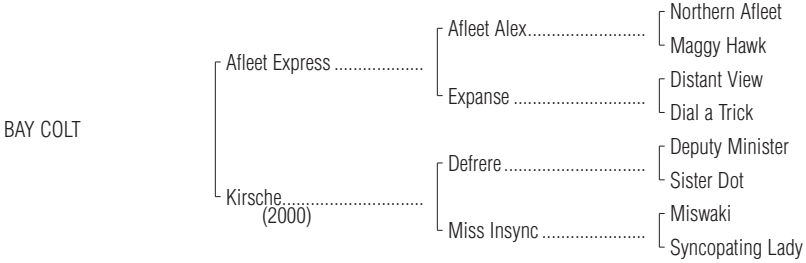 Northern Afleet
Afleet Alex..........................
Maggy Hawk
Afleet Express ....................
Distant View
Expanse .............................
Dial a Trick
BAY COLT
Deputy Minister
Defrere...............................
Sister Dot
Kirsche................................
(2000)
Miswaki
Miss Insync .......................
Syncopating Lady